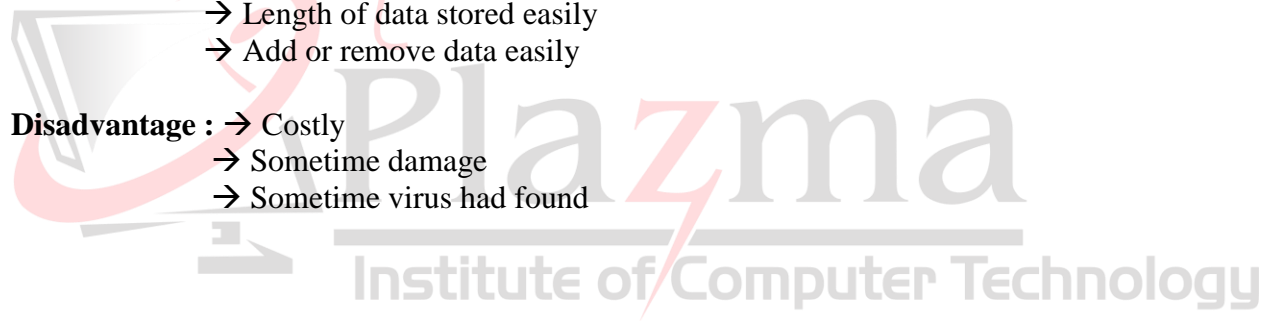 → Length of data stored easily
→ Add or remove data easily
Disadvantage : → Costly
→ Sometime damage
→ Sometime virus had found
Plazma
Institute of Computer Technology